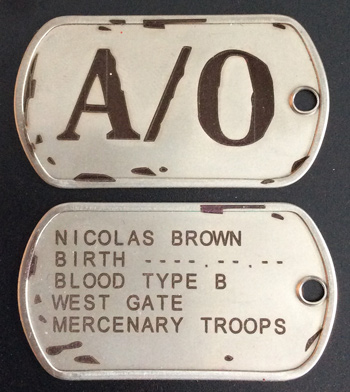 A/O
NICOLAS BROWN
BIRTH ----.--.--
BLOOD TYPE B
WEST GATE
MERCENARY TROOPS